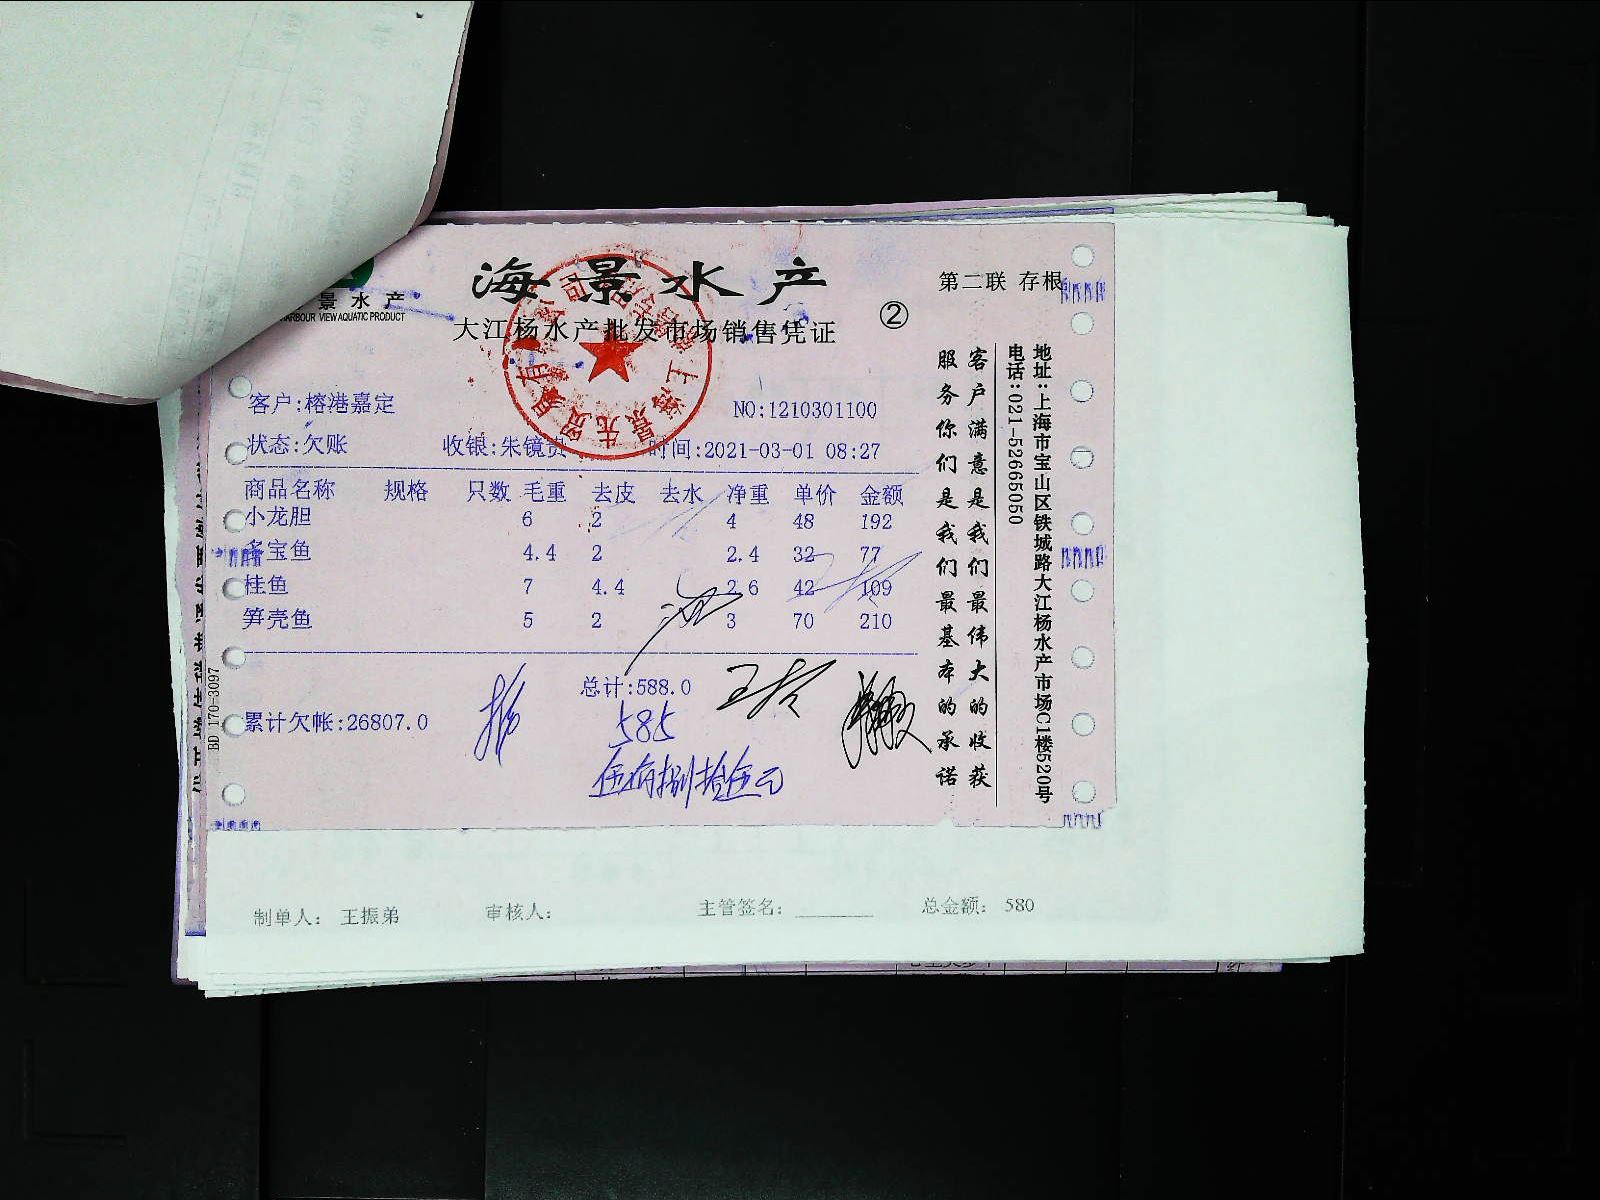 海景水产
第二联 存根
景水产
HARBOUR VIEW AQUATIC PRODUCT
大江杨水产批发市场销售凭证
②
客户:榕港嘉定
NO:1210301100
状态:欠账 收银:朱镜贵 时间:2021-03-01 08:27
商品名称 规格 只数 毛重 去皮 去水 净重 单价 金额
小龙胆 6 2 4 48 192
多宝鱼 4.4 2 2.4 32 77
桂鱼 7 4.4 2.6 42 109
笋壳鱼 5 2 3 70 210
总计:588.0
累计欠帐:26807.0
585
伍佰捌拾伍元
客户满意是我们最伟大的收获
服务你们是我们最基本的承诺
地址:上海市宝山区铁城路大江杨水产市场C1楼520号
电话:021-52665050
BD 170-3097
制单人: 王振弟 审核人: 主管签名: 总金额: 580